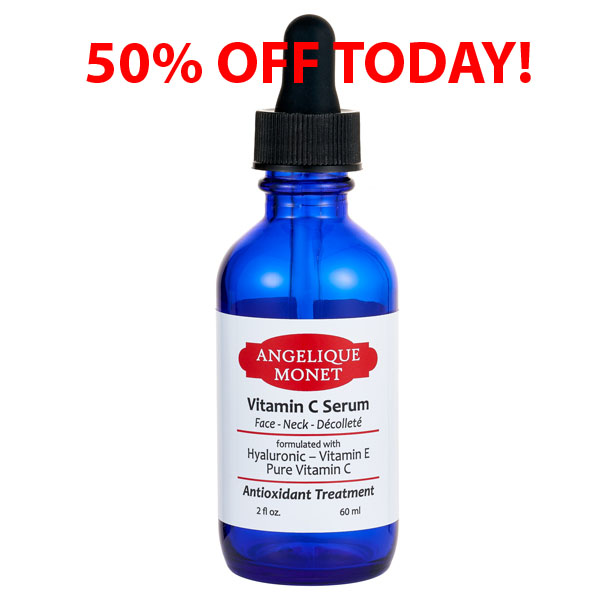 50% OFF TODAY!
ANGELIQUE
MONET
Vitamin C Serum
Face - Neck - Décolleté
formulated with
Hyaluronic – Vitamin E
Pure Vitamin C
Antioxidant Treatment
2 fl oz. 60 ml